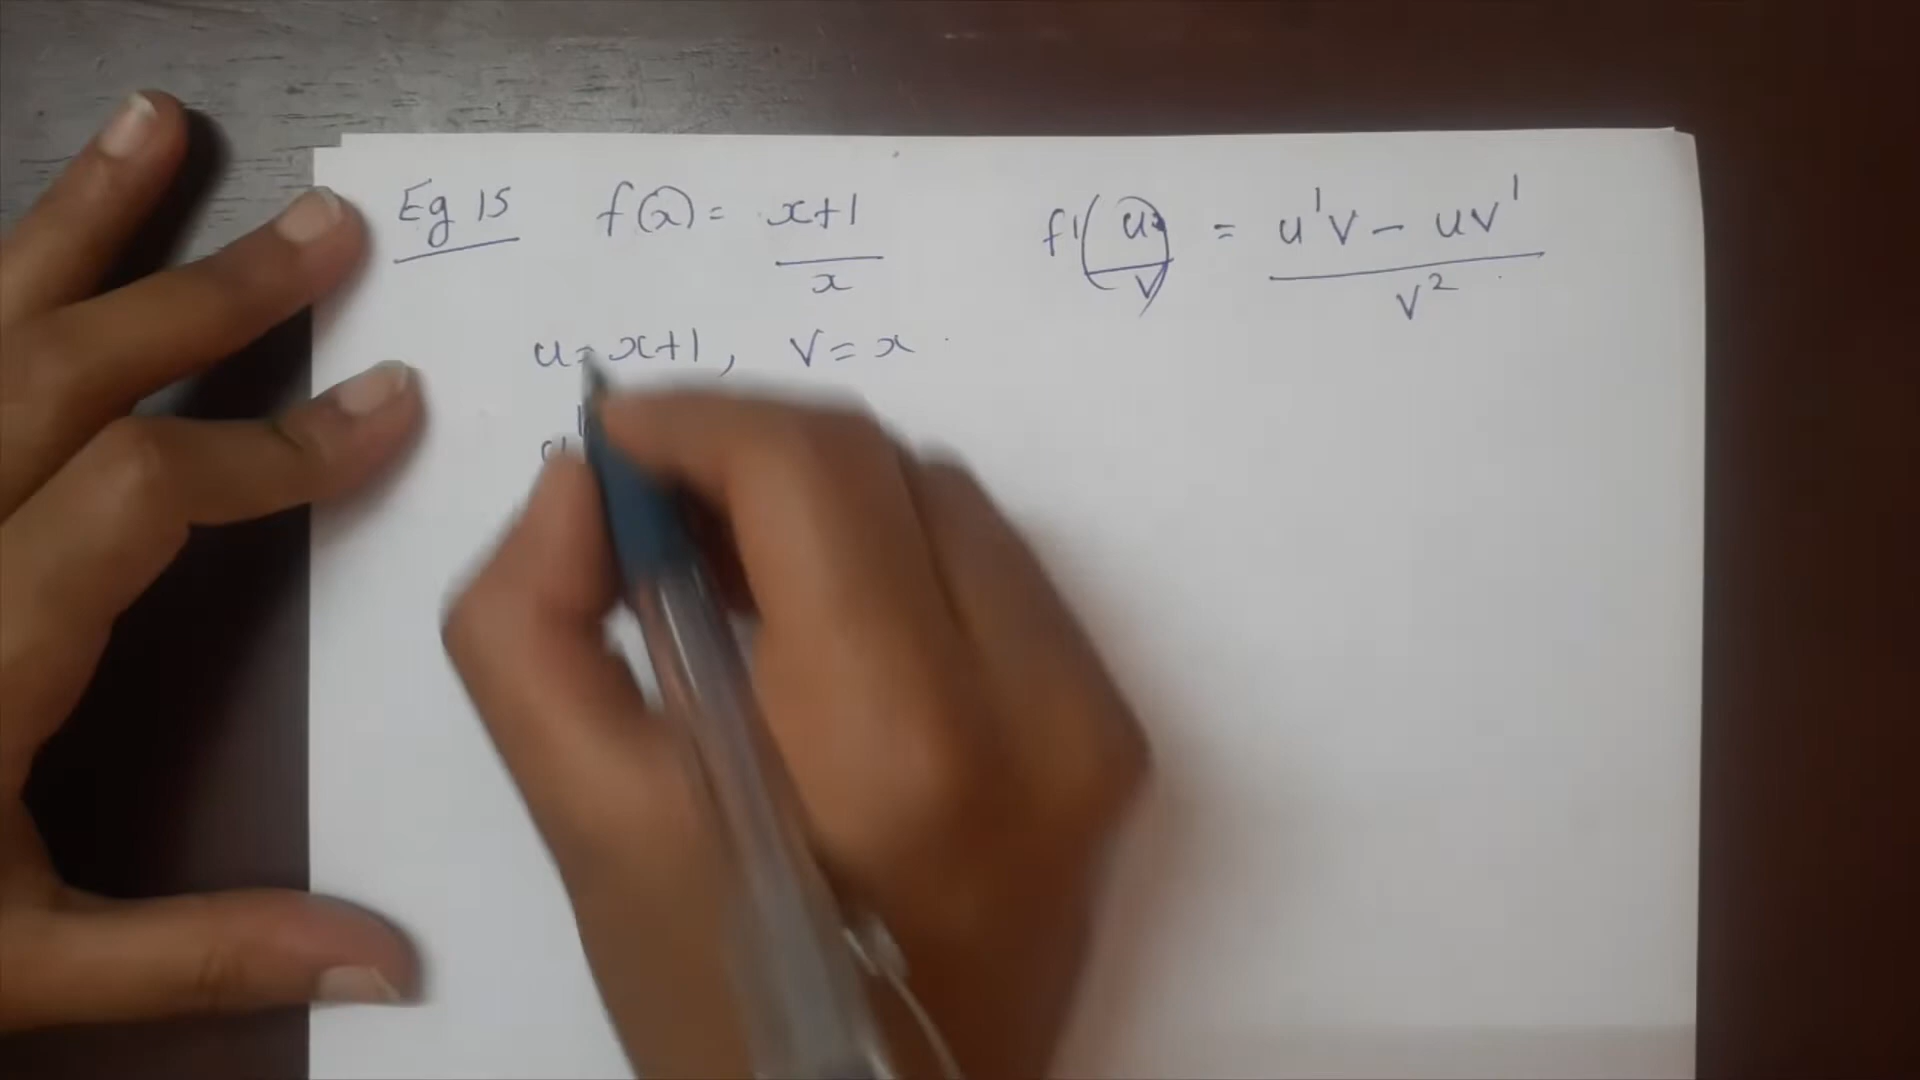 Eg 15 f(x) = x+1 / x f'(u / v) = u'v - uv' / v²
u = x+1, v = x
u'